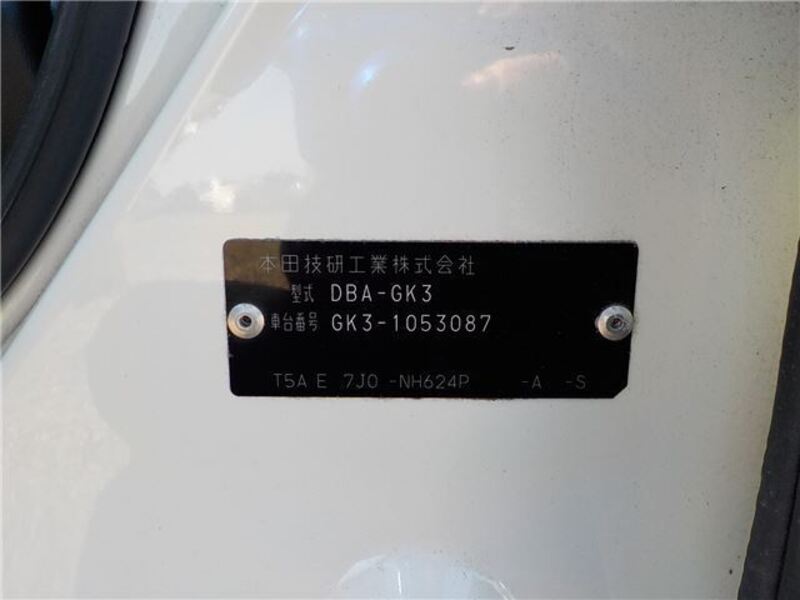 本田技研工業株式会社
型式 DBA-GK3
車台番号 GK3-1053087
T5A E 7J0 -NH624P -A -S